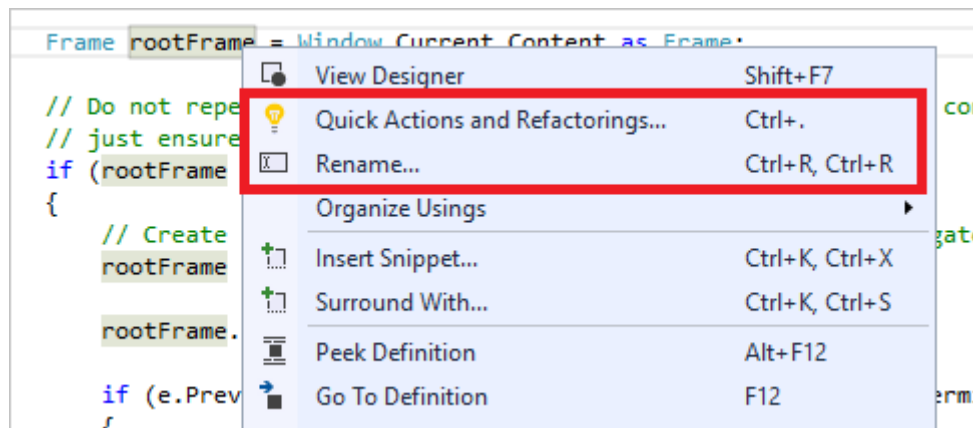 Frame rootFrame = Window.Current.Content as Frame;
View Designer Shift+F7
// Do not repe
Quick Actions and Refactorings... Ctrl+.
// just ensure
if (rootFrame
Rename... Ctrl+R, Ctrl+R
{
Organize Usings
// Create
rootFrame
Insert Snippet... Ctrl+K, Ctrl+X
Surround With... Ctrl+K, Ctrl+S
rootFrame.
Peek Definition Alt+F12
if (e.Prev
Go To Definition F12
{